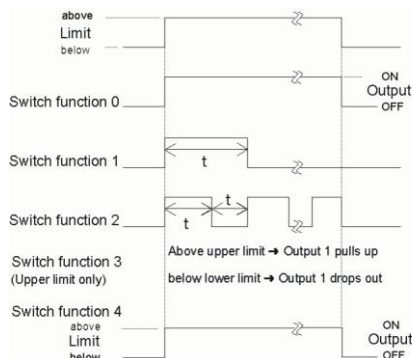 above
Limit
below
ON
Output
OFF
Switch function 0
Switch function 1
t
Switch function 2
t
t
Switch function 3
(Upper limit only)
Above upper limit ➔ Output 1 pulls up
below lower limit ➔ Output 1 drops out
Switch function 4
above
Limit
below
ON
Output
OFF